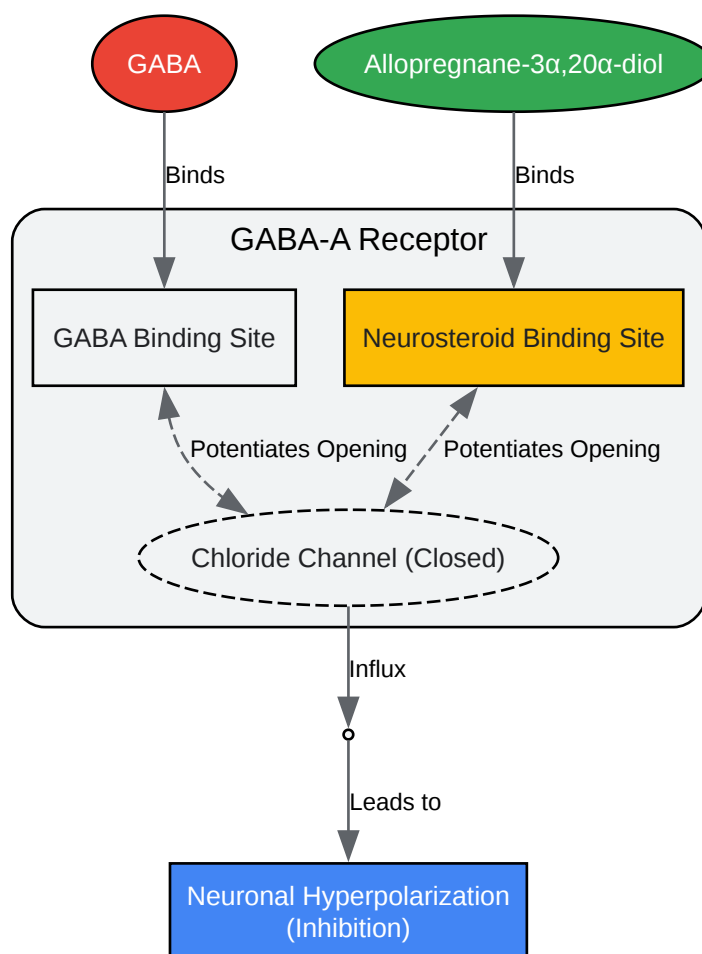 GABA
Allopregnane-3α,20α-diol
Binds
Binds
GABA-A Receptor
GABA Binding Site
Neurosteroid Binding Site
Potentiates Opening
Potentiates Opening
Chloride Channel (Closed)
Influx
Leads to
Neuronal Hyperpolarization
(Inhibition)